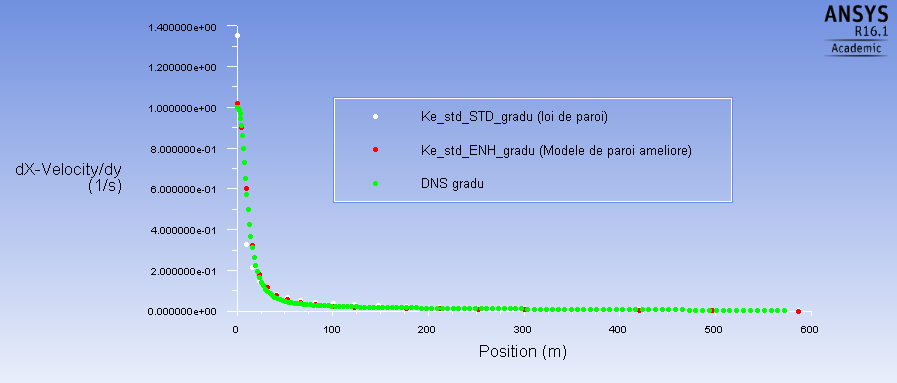 ANSYS
R16.1
Academic
1.400000e+00
1.200000e+00
1.000000e+00
8.000000e-01
6.000000e-01
4.000000e-01
2.000000e-01
0.000000e+00
dX-Velocity/dy
(1/s)
Ke_std_STD_gradu (loi de paroi)
Ke_std_ENH_gradu (Modele de paroi ameliore)
DNS gradu
0 100 200 300 400 500 600
Position (m)